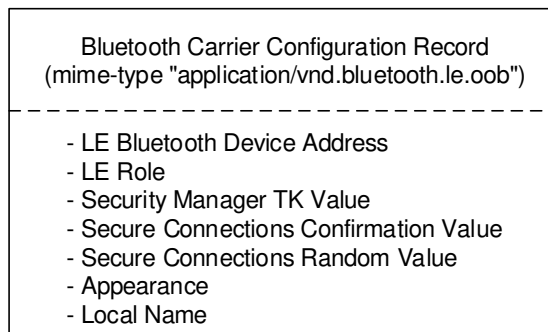 Bluetooth Carrier Configuration Record
(mime-type "application/vnd.bluetooth.le.oob")
- LE Bluetooth Device Address
- LE Role
- Security Manager TK Value
- Secure Connections Confirmation Value
- Secure Connections Random Value
- Appearance
- Local Name